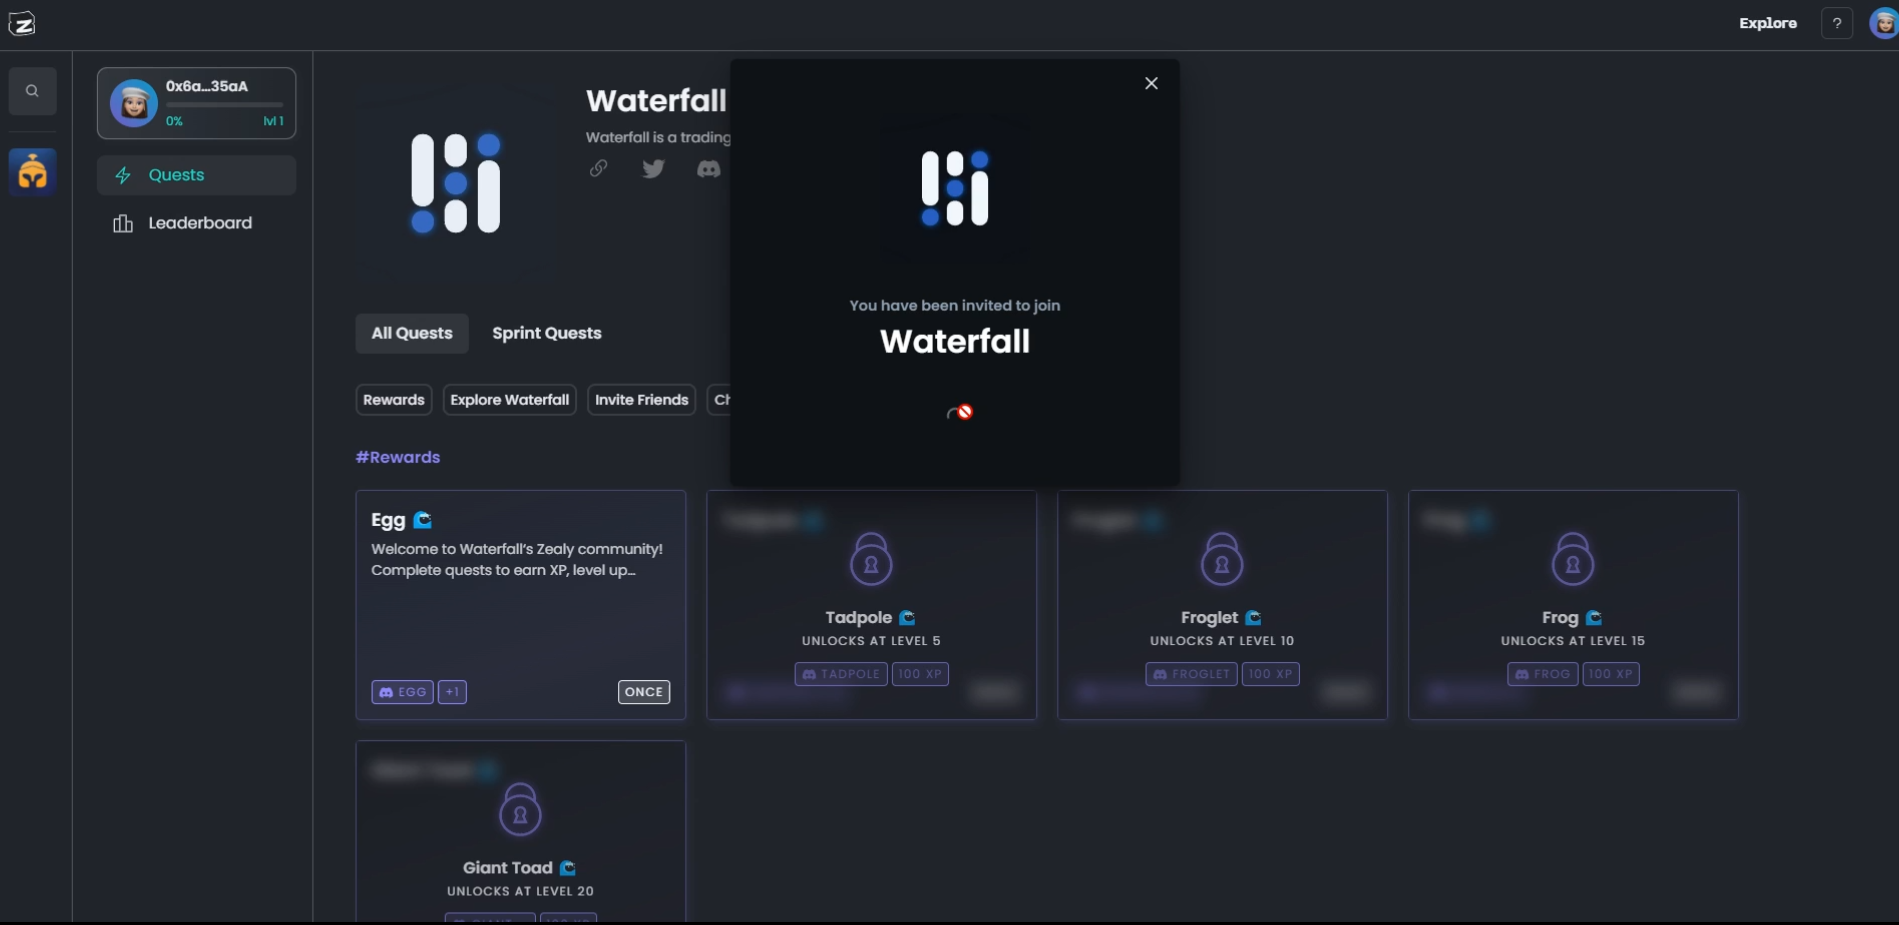 Explore
?
0x6a...35aA
0%
lvl 1
Quests
Leaderboard
Waterfall
Waterfall is a trading
All Quests
Sprint Quests
Rewards
Explore Waterfall
Invite Friends
You have been invited to join
Waterfall
#Rewards
Egg
Welcome to Waterfall's Zealy community!
Complete quests to earn XP, level up...
EGG
+1
ONCE
Tadpole
UNLOCKS AT LEVEL 5
TADPOLE
100 XP
Froglet
UNLOCKS AT LEVEL 10
FROGLET
100 XP
Frog
UNLOCKS AT LEVEL 15
FROG
100 XP
Giant Toad
UNLOCKS AT LEVEL 20